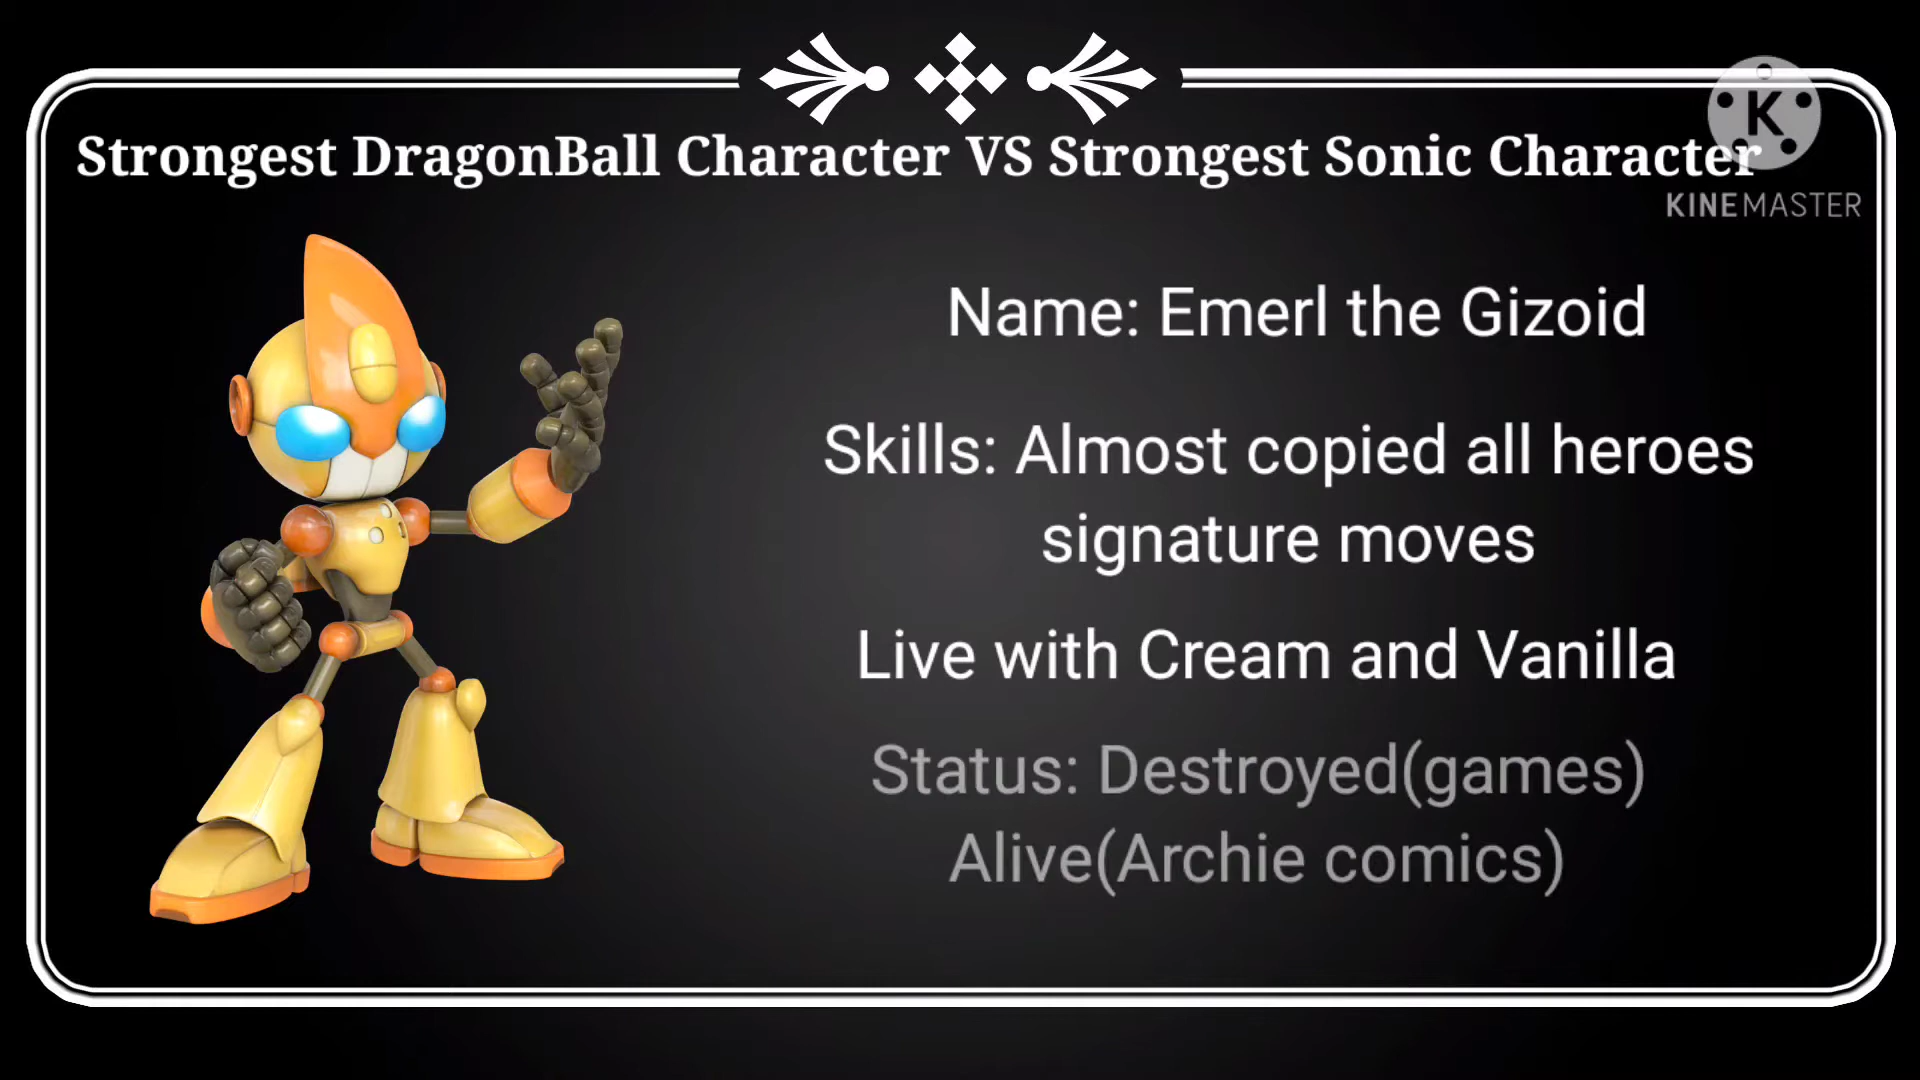 Strongest DragonBall Character VS Strongest Sonic Character
K
KINEMASTER
Name: Emerl the Gizoid
Skills: Almost copied all heroes
signature moves
Live with Cream and Vanilla
Status: Destroyed(games)
Alive(Archie comics)